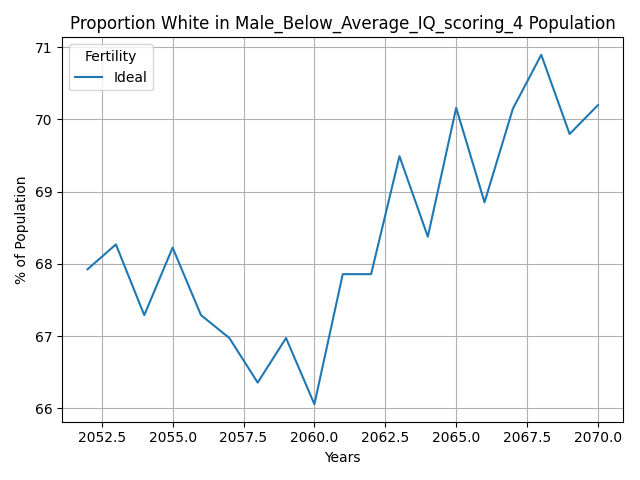 Proportion White in Male_Below_Average_IQ_scoring_4 Population
Fertility
Ideal
% of Population
71
70
69
68
67
66
2052.5 2055.0 2057.5 2060.0 2062.5 2065.0 2067.5 2070.0
Years